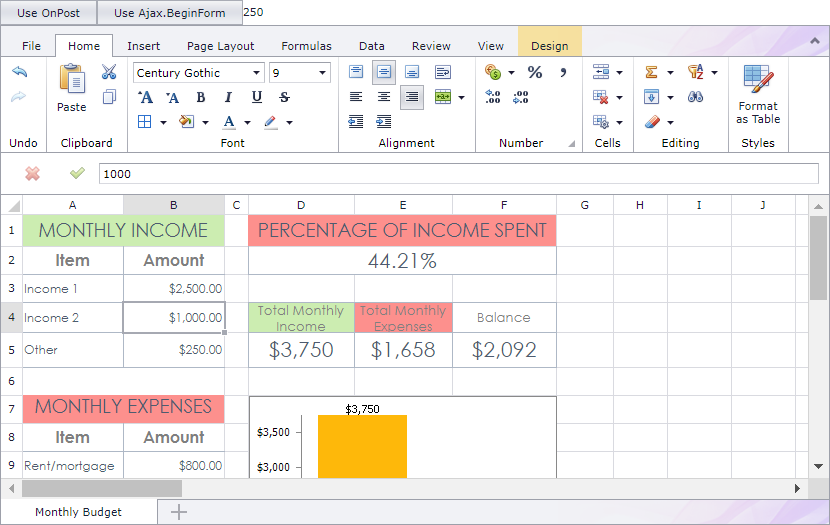 Use OnPost Use Ajax.BeginForm 250
File Home Insert Page Layout Formulas Data Review View Design
Century Gothic 9
Paste
A A B I U S
A
% ,
.00 .00
Σ
Format
as Table
Undo Clipboard Font Alignment Number Cells Editing Styles
1000
A B C D E F G H I J
1 MONTHLY INCOME PERCENTAGE OF INCOME SPENT
2 Item Amount 44.21%
3 Income 1 $2,500.00
4 Income 2 $1,000.00 Total Monthly Income Total Monthly Expenses Balance
5 Other $250.00 $3,750 $1,658 $2,092
6
7 MONTHLY EXPENSES $3,750
8 Item Amount $3,500
9 Rent/mortgage $800.00 $3,000
Monthly Budget